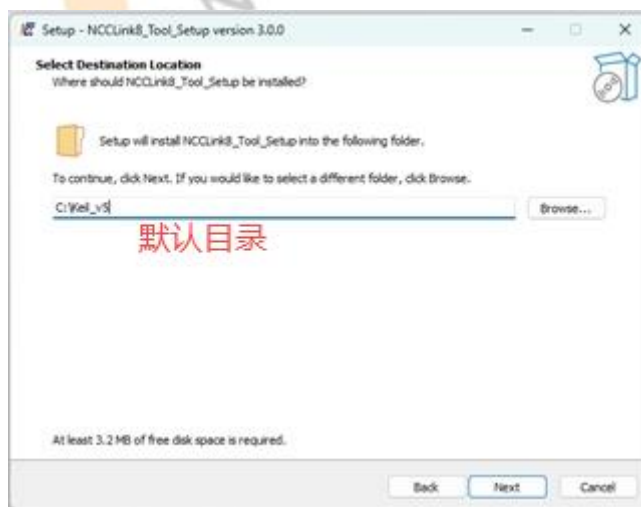 Setup - NCCLink8_Tool_Setup version 3.0.0
Select Destination Location
Where should NCCLink8_Tool_Setup be installed?
Setup will install NCCLink8_Tool_Setup into the following folder.
To continue, click Next. If you would like to select a different folder, click Browse.
C:\Keil_v5
Browse...
默认目录
At least 3.2 MB of free disk space is required.
Back
Next
Cancel